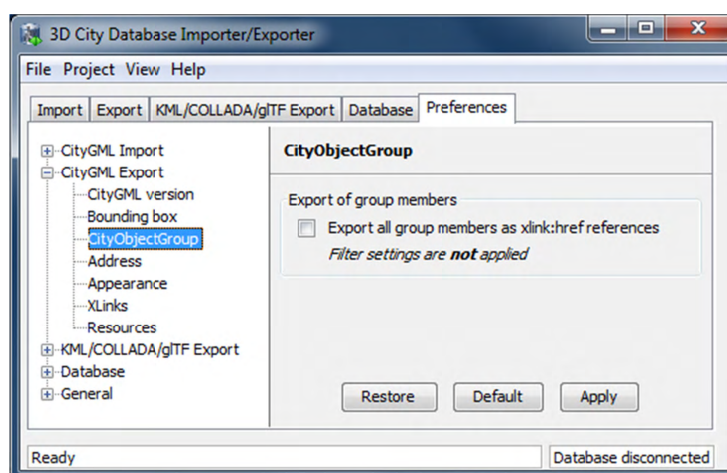 3D City Database Importer/Exporter
File Project View Help
Import Export KML/COLLADA/glTF Export Database Preferences
CityGML Import
CityGML Export
CityGML version
Bounding box
CityObjectGroup
Address
Appearance
XLinks
Resources
KML/COLLADA/glTF Export
Database
General
CityObjectGroup
Export of group members
Export all group members as xlink:href references
Filter settings are not applied
Restore Default Apply
Ready Database disconnected